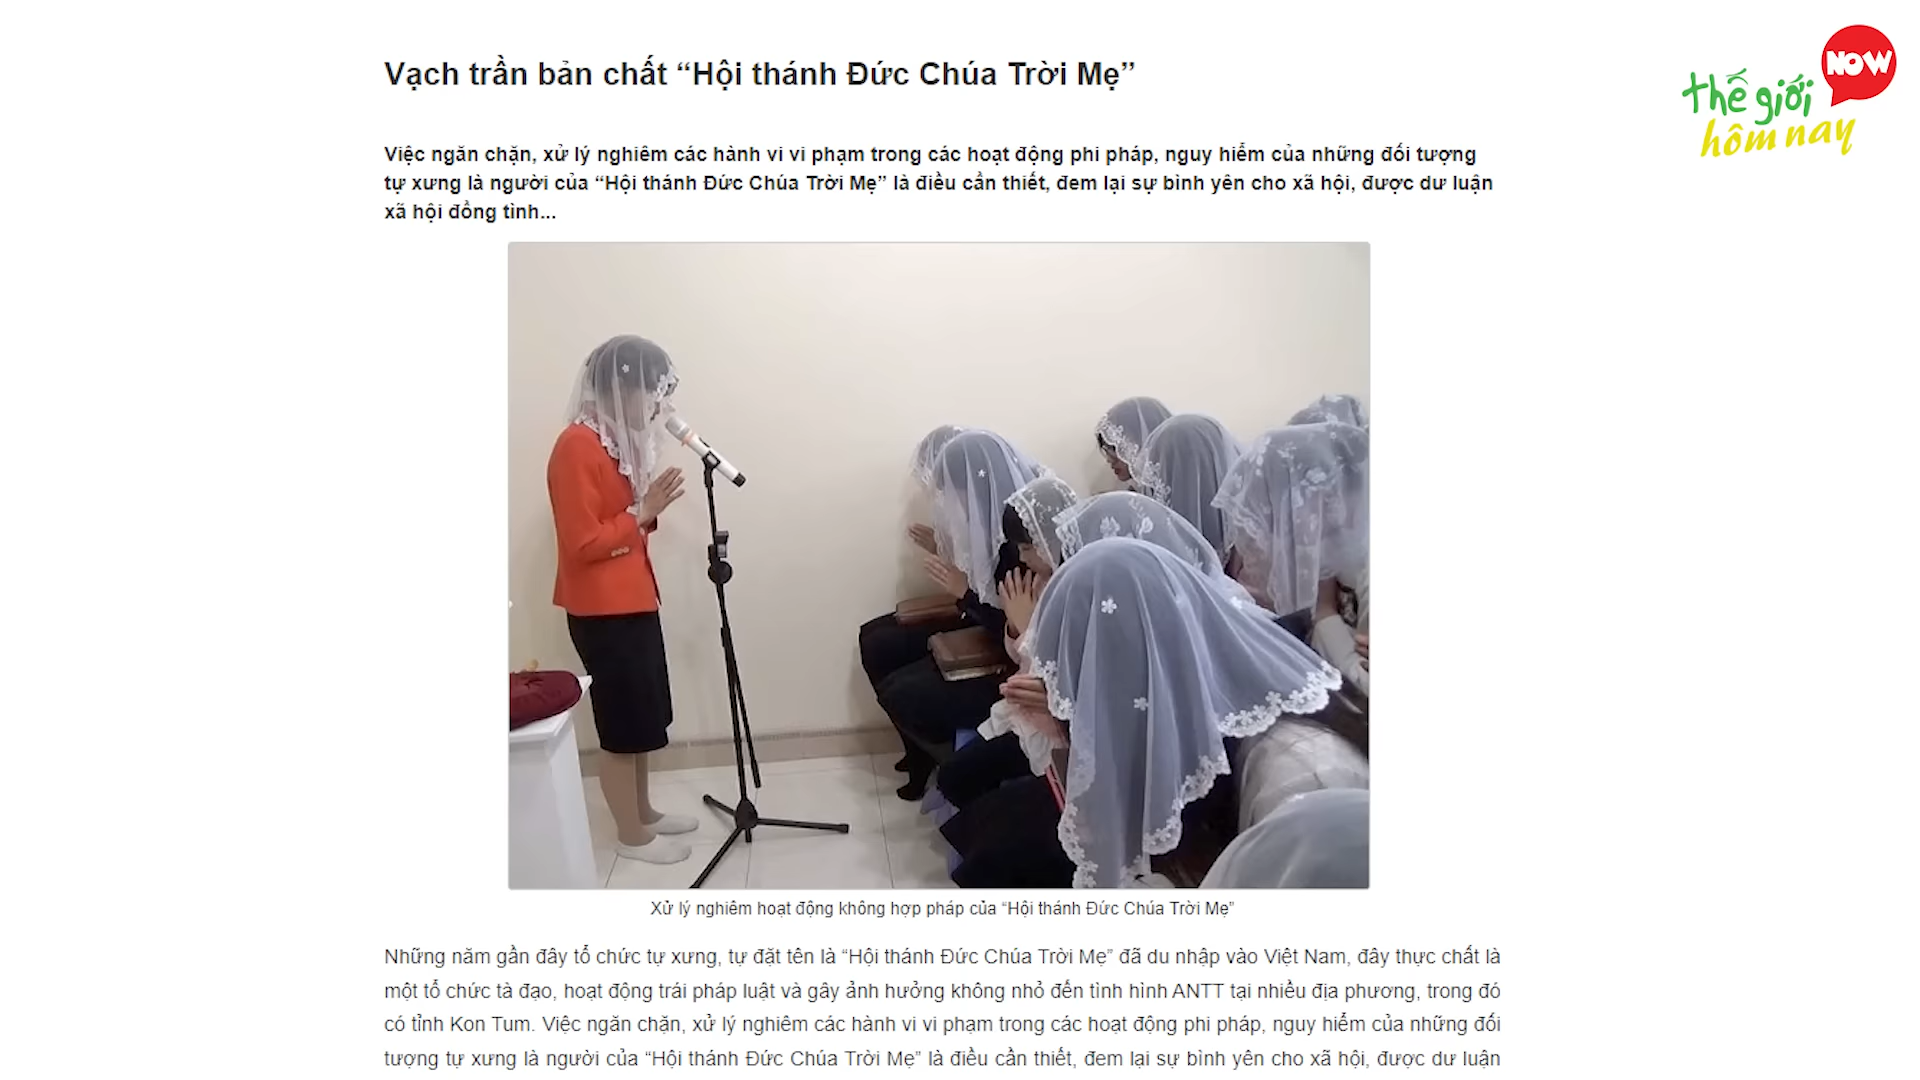 Vạch trần bản chất “Hội thánh Đức Chúa Trời Mẹ”
NOW
thế giới
hôm nay
Việc ngăn chặn, xử lý nghiêm các hành vi vi phạm trong các hoạt động phi pháp, nguy hiểm của những đối tượng
tự xưng là người của “Hội thánh Đức Chúa Trời Mẹ” là điều cần thiết, đem lại sự bình yên cho xã hội, được dư luận
xã hội đồng tình...
Xử lý nghiêm hoạt động không hợp pháp của “Hội thánh Đức Chúa Trời Mẹ”
Những năm gần đây tổ chức tự xưng, tự đặt tên là “Hội thánh Đức Chúa Trời Mẹ” đã du nhập vào Việt Nam, đây thực chất là
một tổ chức tà đạo, hoạt động trái pháp luật và gây ảnh hưởng không nhỏ đến tình hình ANTT tại nhiều địa phương, trong đó
có tỉnh Kon Tum. Việc ngăn chặn, xử lý nghiêm các hành vi vi phạm trong các hoạt động phi pháp, nguy hiểm của những đối
tượng tự xưng là người của “Hội thánh Đức Chúa Trời Mẹ” là điều cần thiết, đem lại sự bình yên cho xã hội, được dư luận